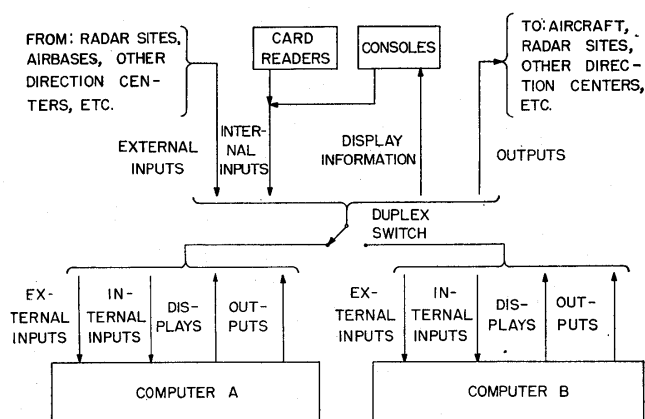 FROM: RADAR SITES,
AIRBASES, OTHER
DIRECTION CEN-
TERS, ETC.
CARD
READERS
CONSOLES
TO: AIRCRAFT,
RADAR SITES,
OTHER DIREC-
TION CENTERS,
ETC.
EXTERNAL
INPUTS
INTER-
NAL
INPUTS
DISPLAY
INFORMATION
OUTPUTS
DUPLEX
SWITCH
EX-
TERNAL
INPUTS
IN-
TERNAL
INPUTS
DIS-
PLAYS
OUT-
PUTS
EX-
TERNAL
INPUTS
IN-
TERNAL
INPUTS
DIS-
PLAYS
OUT-
PUTS
COMPUTER A
COMPUTER B